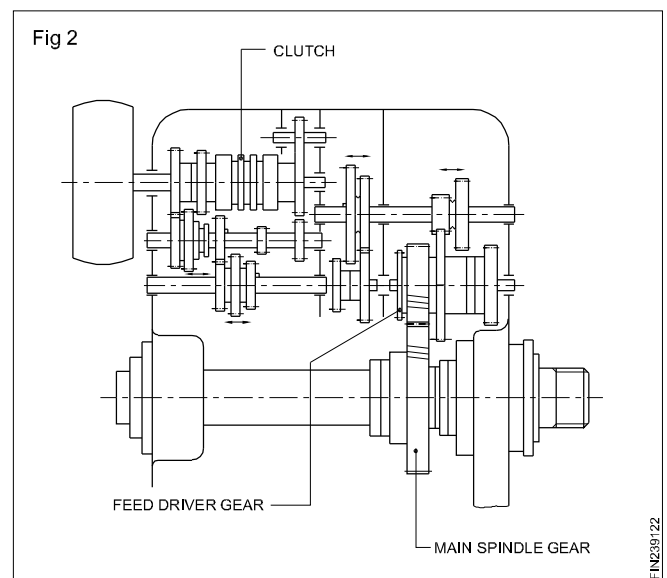 Fig 2
CLUTCH
FEED DRIVER GEAR
MAIN SPINDLE GEAR
FIN239122